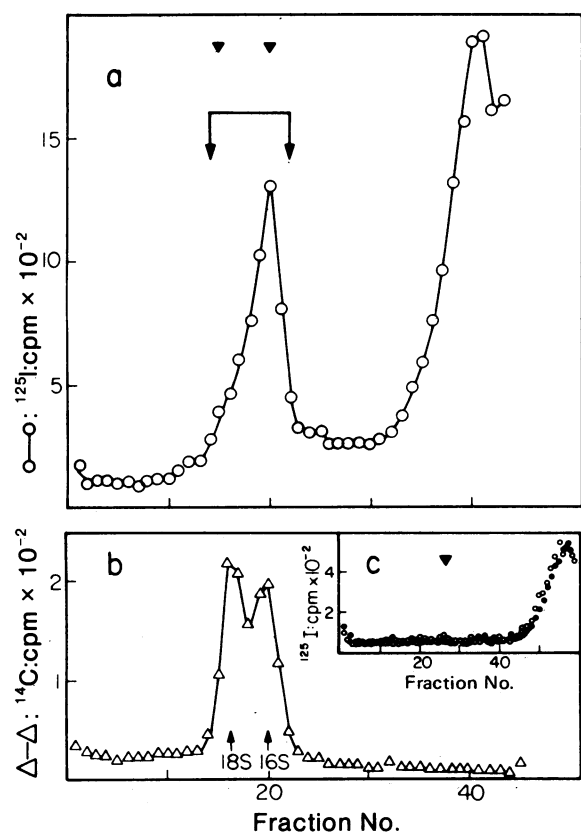 a
15
10
5
O—O: ¹²⁵I:cpm × 10⁻²
b
2
1
△—△: ¹⁴C:cpm × 10⁻²
18S 16S
20
40
Fraction No.
c
4
2
¹²⁵I:cpm ×10⁻²
20
40
Fraction No.